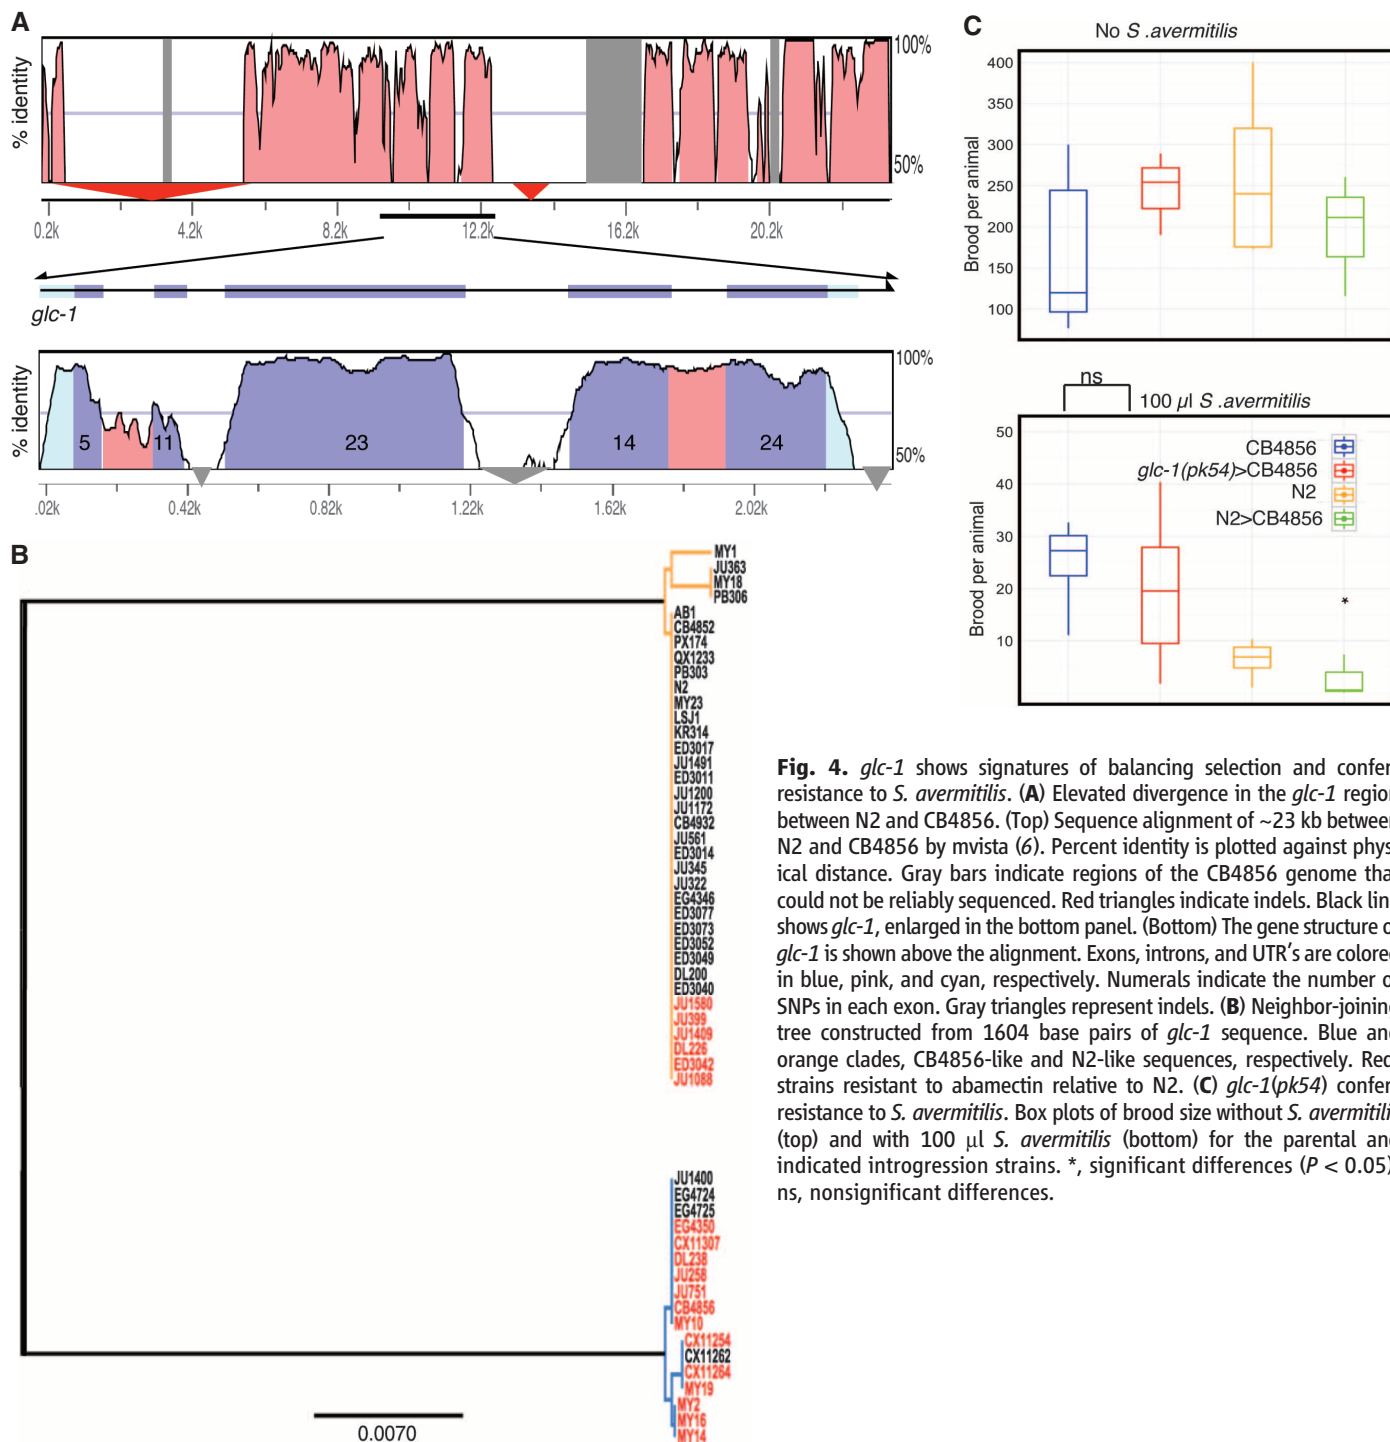 A
% identity
100%
50%
0.2k 4.2k 8.2k 12.2k 16.2k 20.2k
glc-1
% identity
100%
50%
5 11 23 14 24
.02k 0.42k 0.82k 1.22k 1.62k 2.02k
B
MY1
JU363
MY18
PB306
AB1
CB4852
PX174
QX1233
PB303
N2
MY23
LSJ1
KR314
ED3017
JU1491
ED3011
JU1200
JU1172
CB4932
JU561
ED3014
JU345
JU322
EG4346
ED3077
ED3073
ED3052
ED3049
DL200
ED3040
JU1580
JU399
JU1409
DL226
ED3042
JU1088
JU1400
EG4724
EG4725
EG4350
CX11307
DL238
JU258
JU751
CB4856
MY10
CX11254
CX11262
CX11264
MY19
MY2
MY16
MY14
0.0070
C
No S .avermitilis
Brood per animal
400
350
300
250
200
150
100
ns
100 µl S .avermitilis
Brood per animal
50
40
30
20
10
CB4856
glc-1(pk54)>CB4856
N2
N2>CB4856
*
Fig. 4. glc-1 shows signatures of balancing selection and confer
resistance to S. avermitilis. (A) Elevated divergence in the glc-1 region
between N2 and CB4856. (Top) Sequence alignment of ~23 kb between
N2 and CB4856 by mvista (6). Percent identity is plotted against phys
ical distance. Gray bars indicate regions of the CB4856 genome tha
could not be reliably sequenced. Red triangles indicate indels. Black lin
shows glc-1, enlarged in the bottom panel. (Bottom) The gene structure o
glc-1 is shown above the alignment. Exons, introns, and UTR's are colore
in blue, pink, and cyan, respectively. Numerals indicate the number o
SNPs in each exon. Gray triangles represent indels. (B) Neighbor-joinin
tree constructed from 1604 base pairs of glc-1 sequence. Blue an
orange clades, CB4856-like and N2-like sequences, respectively. Red
strains resistant to abamectin relative to N2. (C) glc-1(pk54) confer
resistance to S. avermitilis. Box plots of brood size without S. avermitili
(top) and with 100 µl S. avermitilis (bottom) for the parental an
indicated introgression strains. *, significant differences (P < 0.05)
ns, nonsignificant differences.